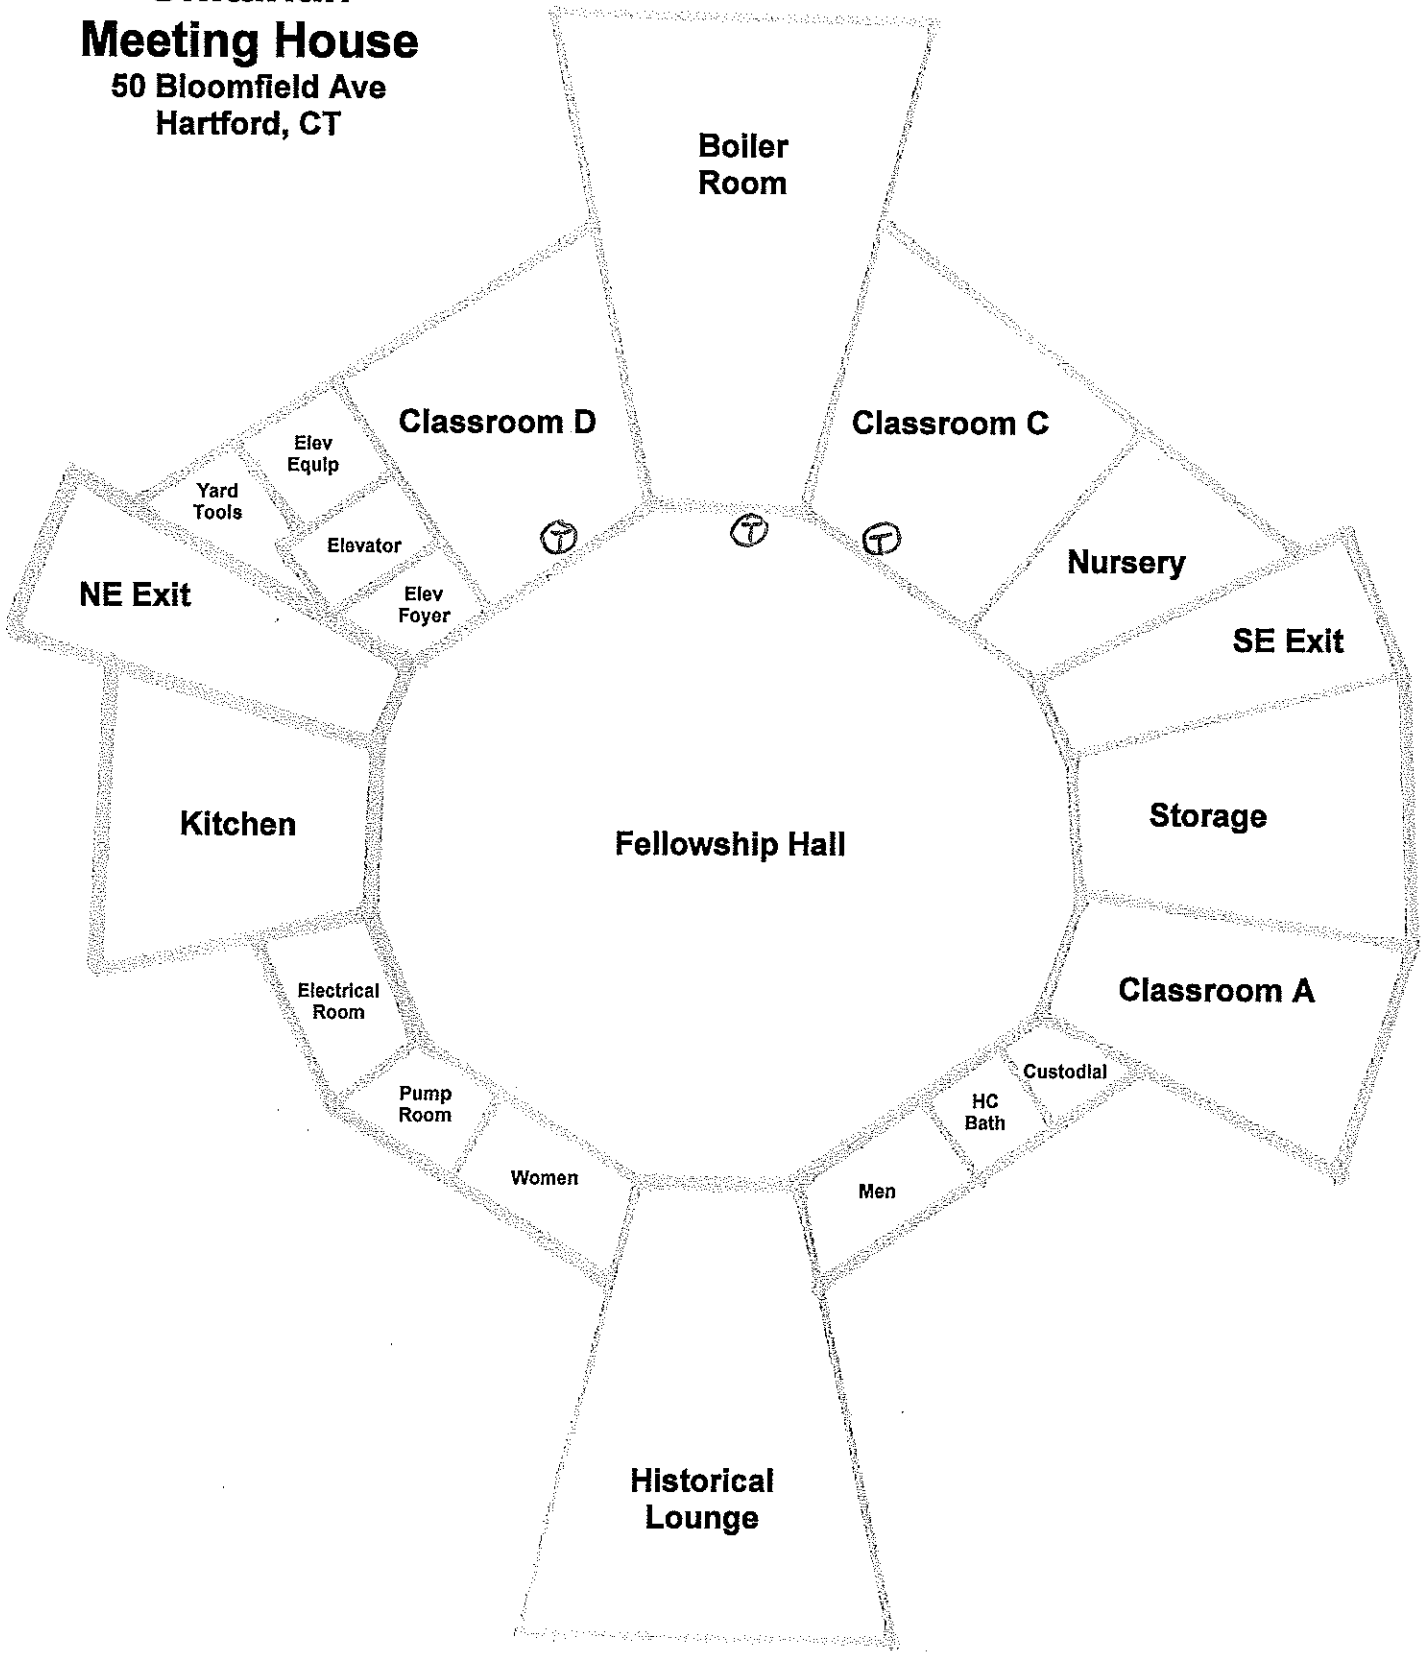 Meeting House
50 Bloomfield Ave
Hartford, CT
Boiler
Room
Classroom D
Classroom C
Elev
Equip
Yard
Tools
Elevator
Elev
Foyer
NE Exit
T
T
T
Nursery
SE Exit
Kitchen
Fellowship Hall
Storage
Electrical
Room
Classroom A
Pump
Room
Custodial
HC
Bath
Women
Men
Historical
Lounge